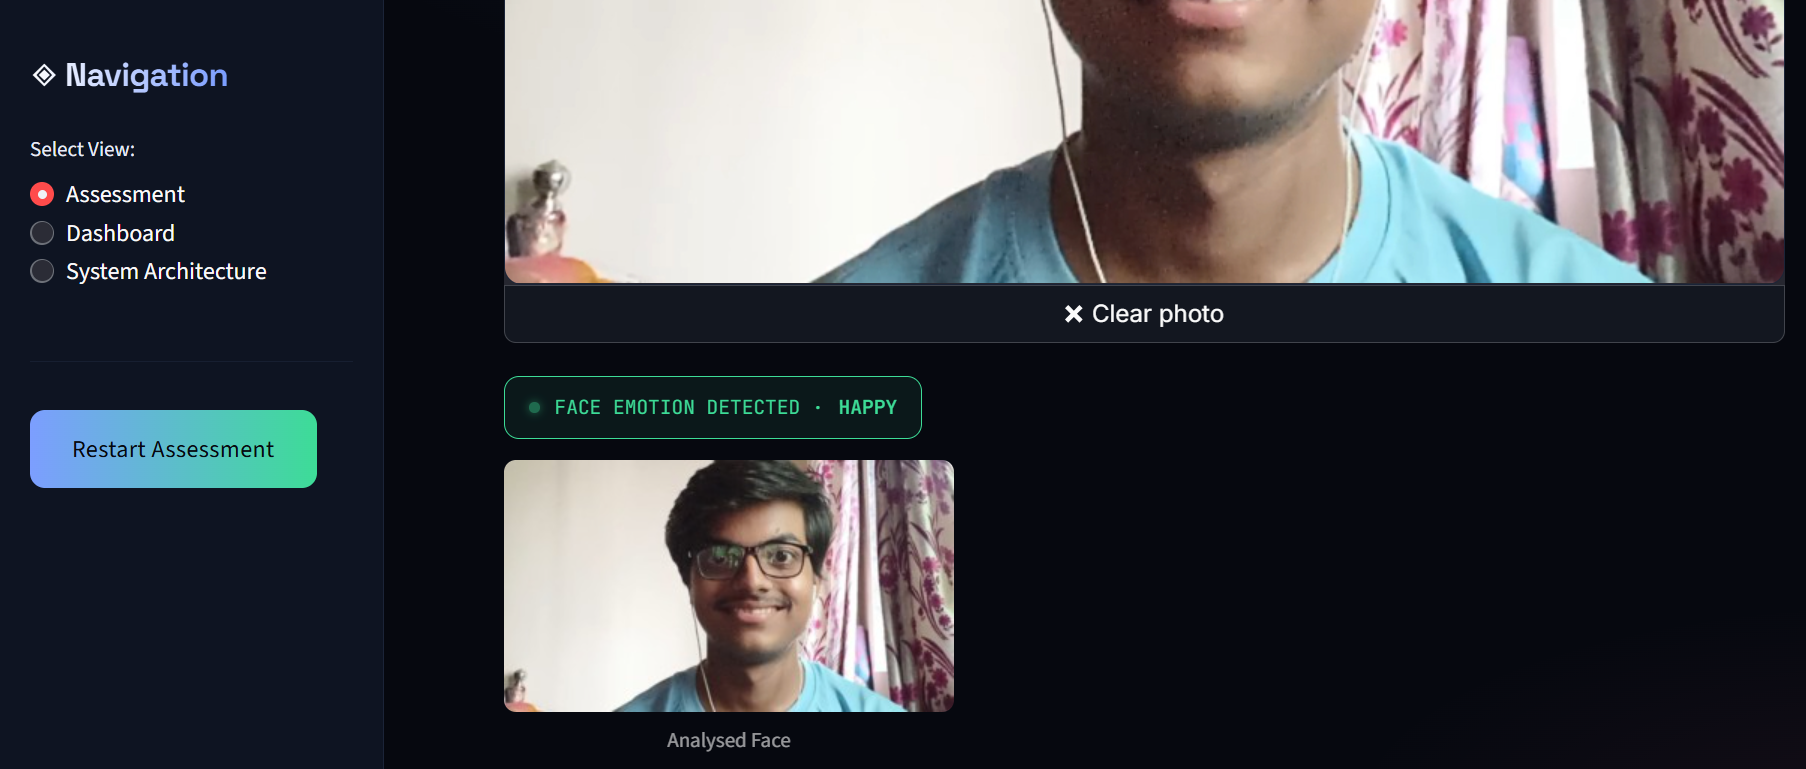 Navigation
Select View:
Assessment
Dashboard
System Architecture
Restart Assessment
Clear photo
FACE EMOTION DETECTED · HAPPY
Analysed Face